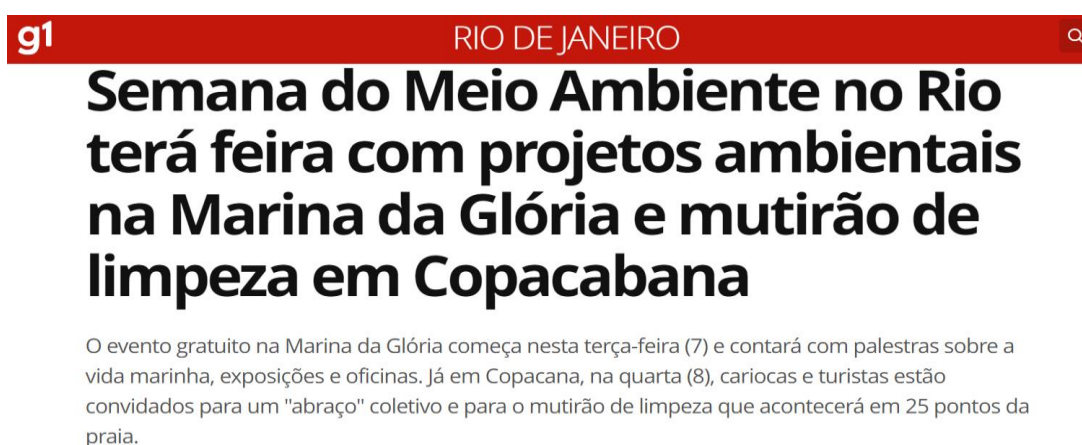 g1
RIO DE JANEIRO
Semana do Meio Ambiente no Rio
terá feira com projetos ambientais
na Marina da Glória e mutirão de
limpeza em Copacabana
O evento gratuito na Marina da Glória começa nesta terça-feira (7) e contará com palestras sobre a
vida marinha, exposições e oficinas. Já em Copacana, na quarta (8), cariocas e turistas estão
convidados para um "abraço" coletivo e para o mutirão de limpeza que acontecerá em 25 pontos da
praia.